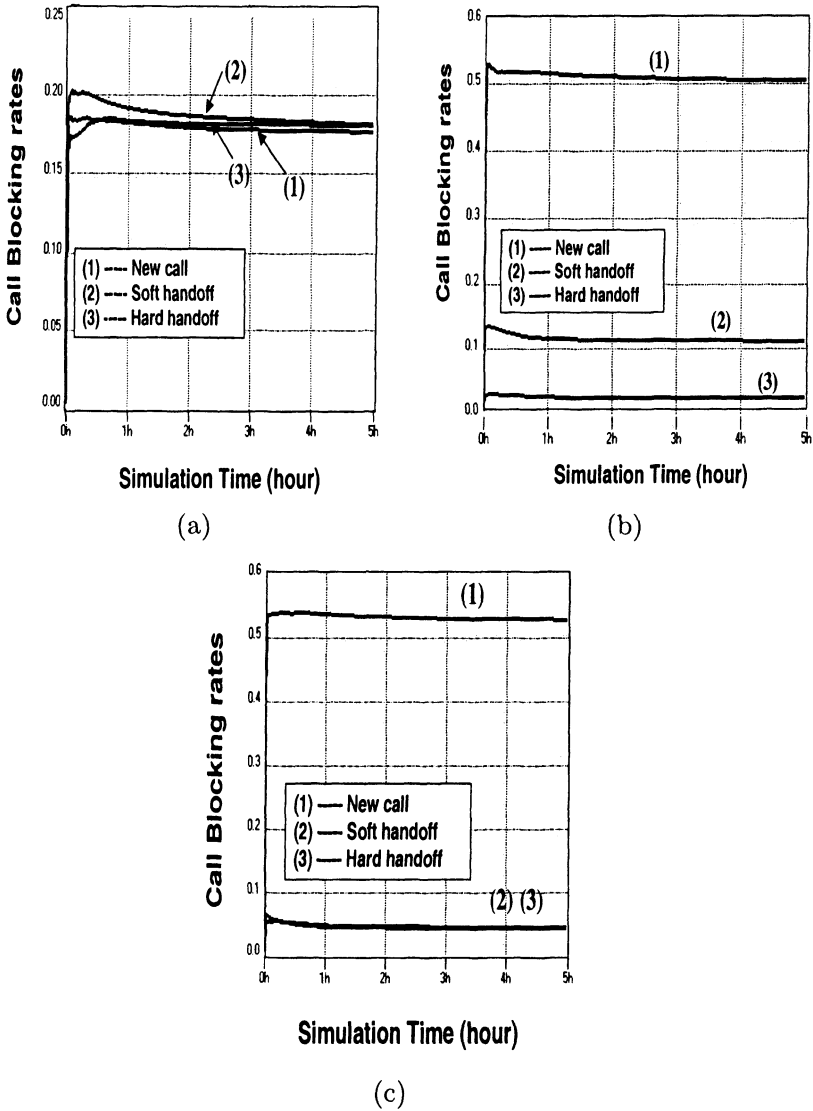 0.25
0.20
0.15
0.10
0.05
0.00
Call Blocking rates
(2)
(3)
(1)
(1) --- New call
(2) --- Soft handoff
(3) --- Hard handoff
0h 1h 2h 3h 4h 5h
Simulation Time (hour)
(a)
0.6
0.5
0.4
0.3
0.2
0.1
0.0
Call Blocking rates
(1)
(1) — New call
(2) — Soft handoff
(3) — Hard handoff
(2)
(3)
0h 1h 2h 3h 4h 5h
Simulation Time (hour)
(b)
0.6
0.5
0.4
0.3
0.2
0.1
0.0
Call Blocking rates
(1)
(1) — New call
(2) — Soft handoff
(3) — Hard handoff
(2) (3)
0h 1h 2h 3h 4h 5h
Simulation Time (hour)
(c)